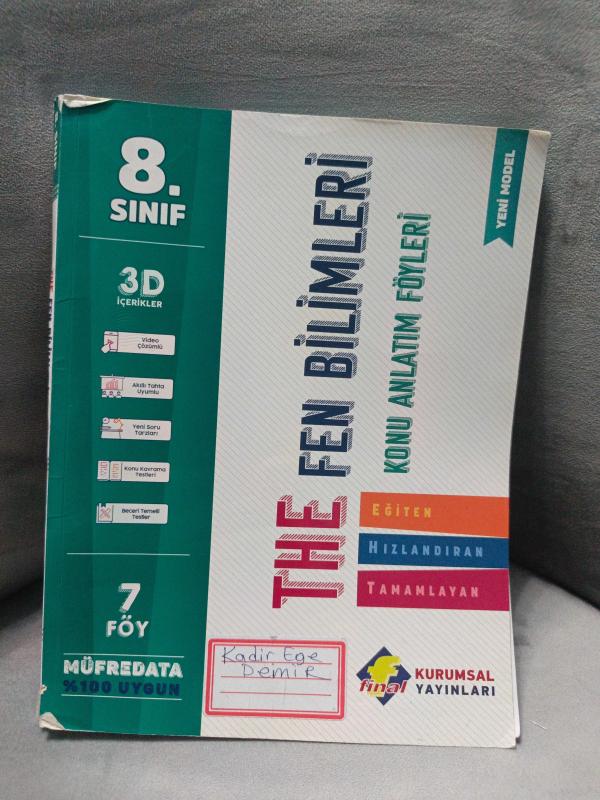 8.
SINIF
3D
İÇERİKLER
Video
Çözümlü
Akıllı Tahta
Uyumlu
Yeni Soru
Tarzları
Konu Kavrama
Testleri
Beceri Temelli
Testler
7
FÖY
MÜFREDATA
%100 UYGUN
YENİ MODEL
THE FEN BİLİMLERİ
KONU ANLATIM FÖYLERİ
EĞİTEN
HIZLANDIRAN
TAMAMLAYAN
Kadir Ege
DEMİR
f
final
KURUMSAL
YAYINLARI